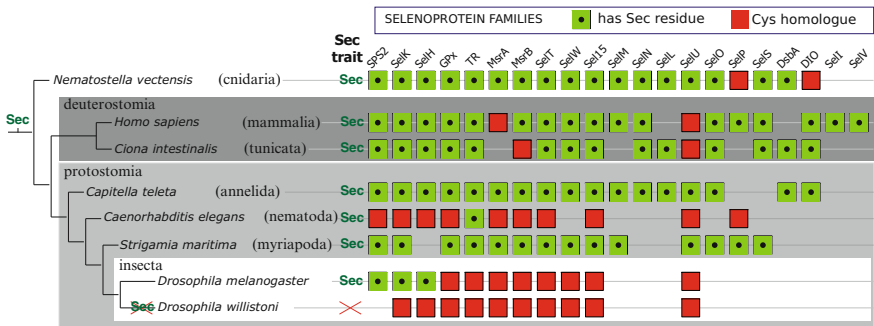 SELENOPROTEIN FAMILIES has Sec residue Cys homologue
Sec trait
SPS2 SelK SelH GPx TR MsrA MsrB SelT SelW Sel15 SelM SelN SelL SelU SelO SelP SelS DsbA DIO SelI SelV
Nematostella vectensis (cnidaria) Sec
Sec
deuterostomia
Homo sapiens (mammalia) Sec
Ciona intestinalis (tunicata) Sec
protostomia
Capitella teleta (annelida) Sec
Caenorhabditis elegans (nematoda) Sec
Strigamia maritima (myriapoda) Sec
insecta
Drosophila melanogaster Sec
Sec Drosophila willistoni